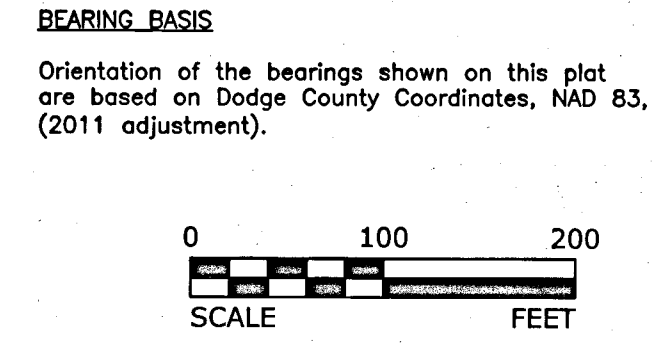 BEARING BASIS
Orientation of the bearings shown on this plat
are based on Dodge County Coordinates, NAD 83,
(2011 adjustment).
0 100 200
SCALE FEET